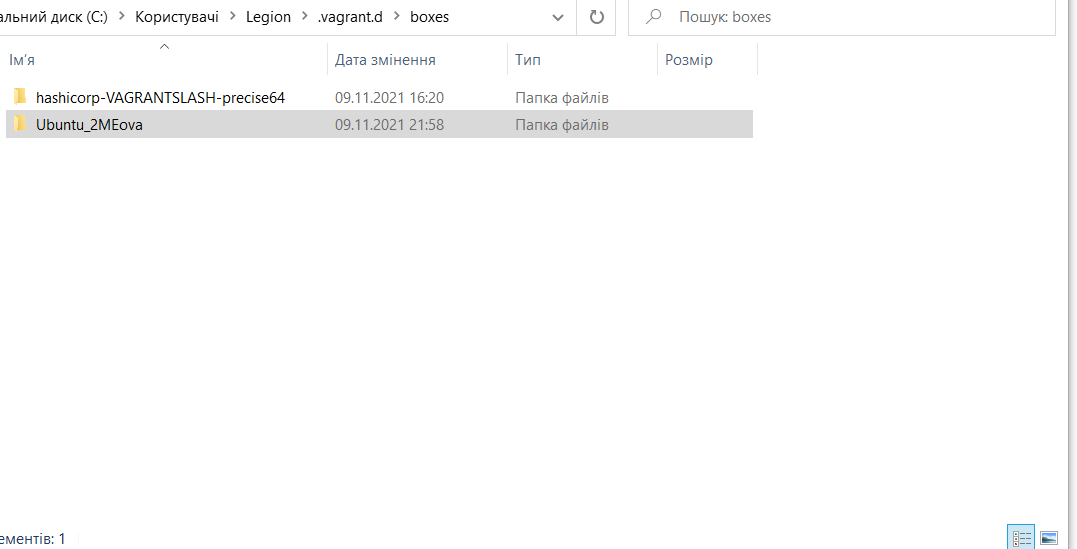 альний диск (C:) > Користувачі > Legion > .vagrant.d > boxes
Пошук: boxes
Ім'я Дата змінення Тип Розмір
hashicorp-VAGRANTSLASH-precise64 09.11.2021 16:20 Папка файлів
Ubuntu_2MEova 09.11.2021 21:58 Папка файлів
ементів: 1